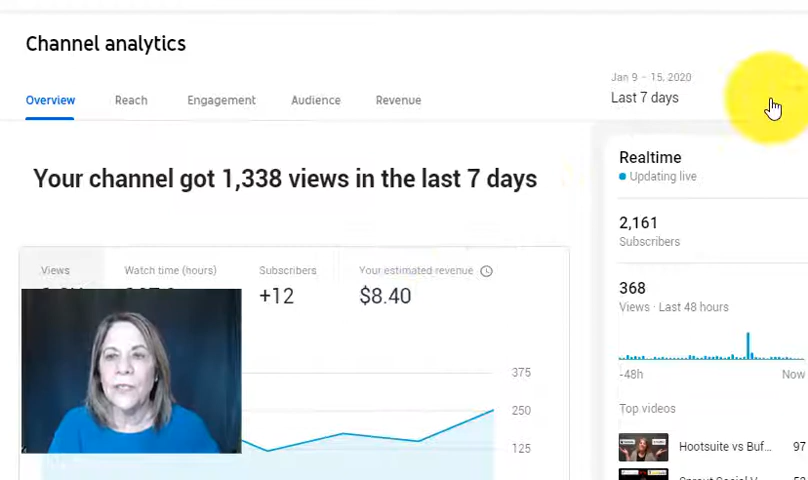 Channel analytics
Jan 9 – 15, 2020
Overview
Reach
Engagement
Audience
Revenue
Last 7 days
Your channel got 1,338 views in the last 7 days
Realtime
Updating live
2,161
Subscribers
Views
Watch time (hours)
Subscribers
Your estimated revenue
+12
$8.40
368
Views · Last 48 hours
-48h
Now
375
250
125
Top videos
Hootsuite vs Buf...
97